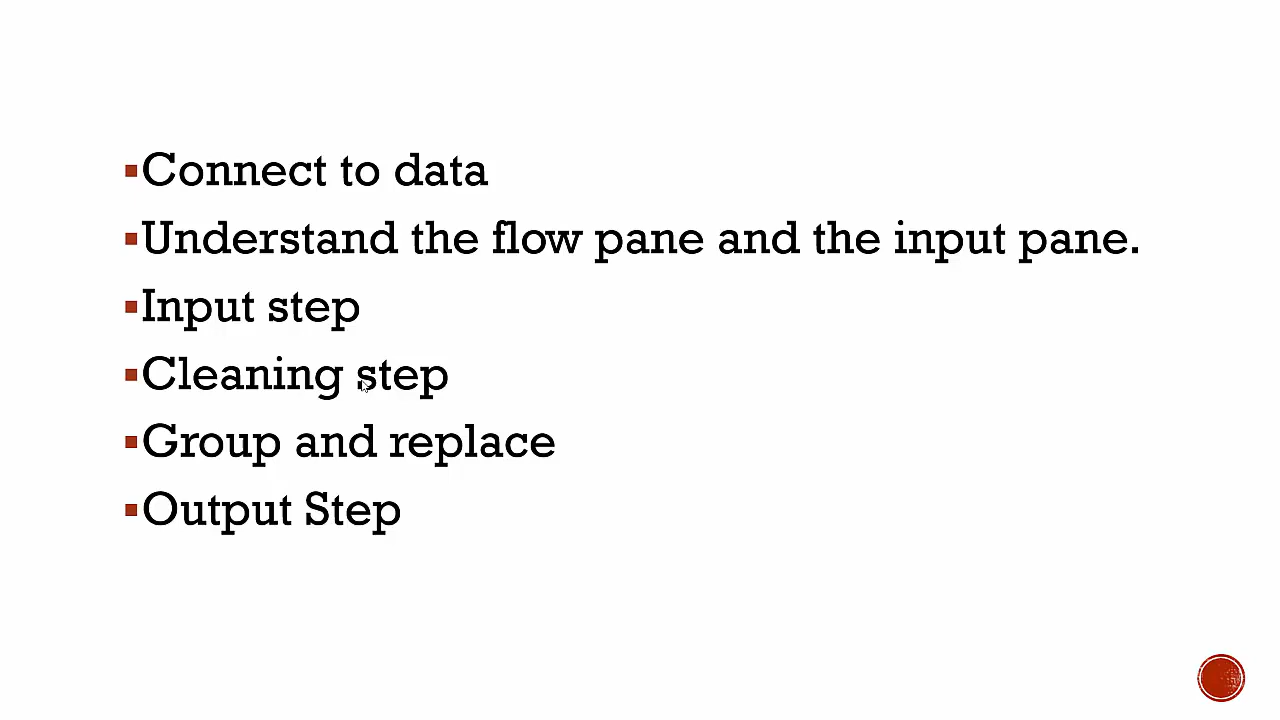 Connect to data
Understand the flow pane and the input pane.
Input step
Cleaning step
Group and replace
Output Step